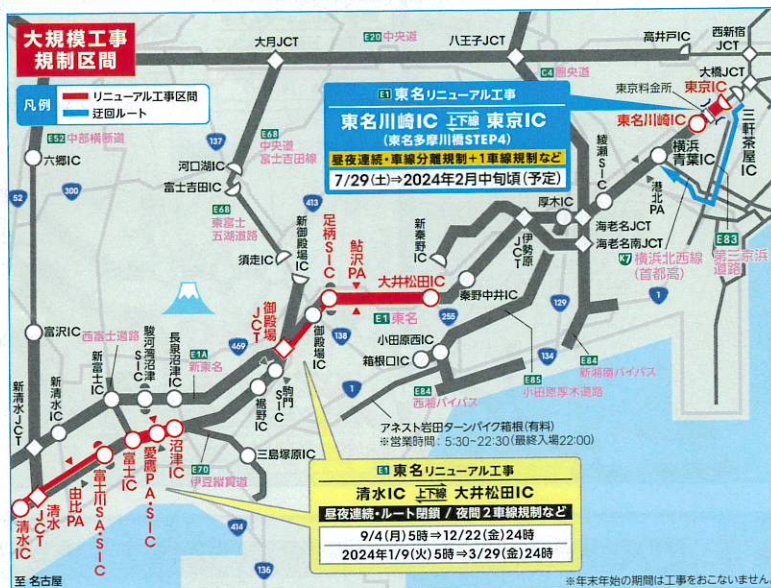 大規模工事
規制区間
凡例
リニューアル工事区間
迂回ルート
E52 中部横断道
六郷IC
52
300
137
大月JCT
E20 中央道
八王子JCT
高井戸IC
西新宿
JCT
大橋JCT
東京料金所
東京IC
東名川崎IC
三軒茶屋IC
C4 圏央道
E1 東名リニューアル工事
東名川崎IC 上下線 東京IC
(東名多摩川橋STEP4)
昼夜連続・車線分離規制+1車線規制など
7/29(土)⇒2024年2月中旬頃(予定)
E68
中央道
富士吉田線
河口湖IC
富士吉田IC
E68
東富士
五湖道路
須走IC
413
新御殿場IC
足柄SIC
鮎沢PA
新秦野IC
大井松田IC
伊勢原JCT
厚木IC
綾瀬SIC
横浜
青葉IC
港北PA
海老名JCT
海老名南JCT
K7 横浜北西線
(首都高)
E83
第三京浜
道路
1
秦野中井IC
E1 東名
255
138
246
御殿場JCT
御殿場IC
129
134
小田原西IC
箱根口IC
1
E84
西湘バイパス
E85
小田原厚木道路
E84
新湘南バイパス
アネスト岩田ターンパイク箱根(有料)
※営業時間:5:30~22:30(最終入場22:00)
富沢IC
西富士道路
新富士IC
駿河湾沼津SIC
長泉沼津IC
469
E1A
新東名
裾野IC
駒門SIC
新清水JCT
新清水IC
52
清水IC
清水JCT
由比PA
富士川SA・SIC
富士IC
愛鷹PA・SIC
沼津IC
E70
伊豆縦貫道
三島塚原IC
414
136
至 名古屋
E1 東名リニューアル工事
清水IC 上下線 大井松田IC
昼夜連続・ルート閉鎖 / 夜間2車線規制など
9/4(月)5時⇒12/22(金)24時
2024年1/9(火)5時⇒3/29(金)24時
※年末年始の期間は工事をおこないません。